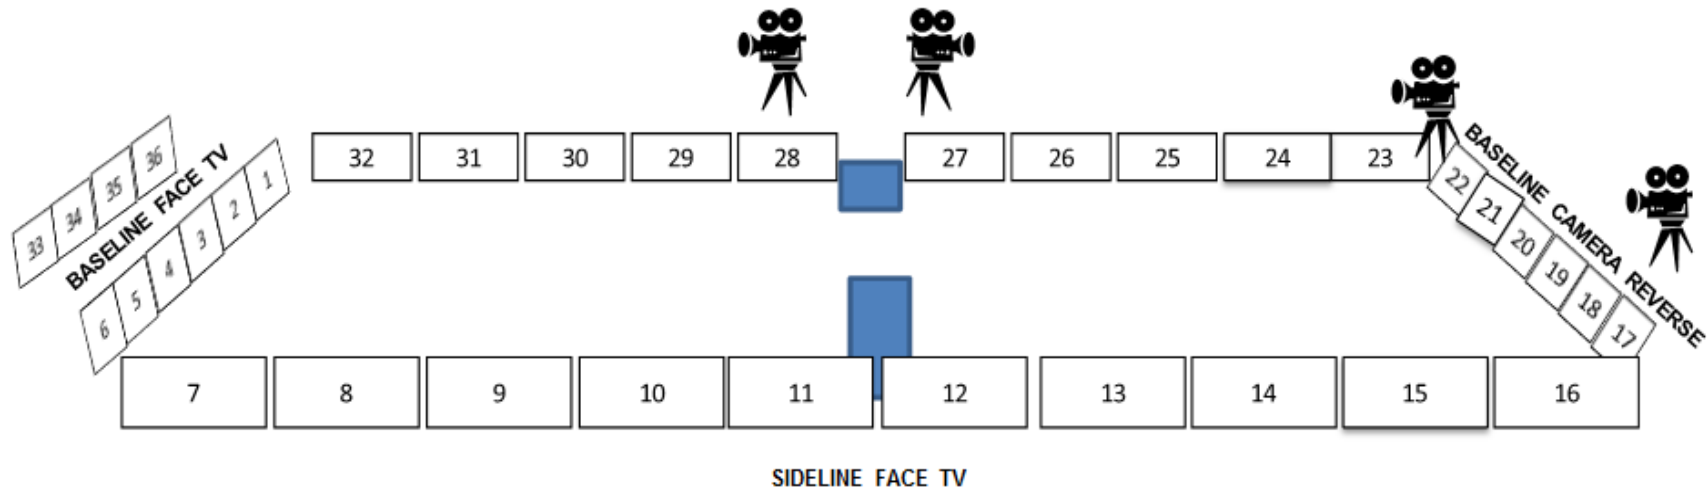 32 31 30 29 28 27 26 25 24 23
33 34 35 36
BASELINE FACE TV
6 5 4 3 2 1
22 21 20 19 18 17
BASELINE CAMERA REVERSE
7 8 9 10 11 12 13 14 15 16
SIDELINE FACE TV